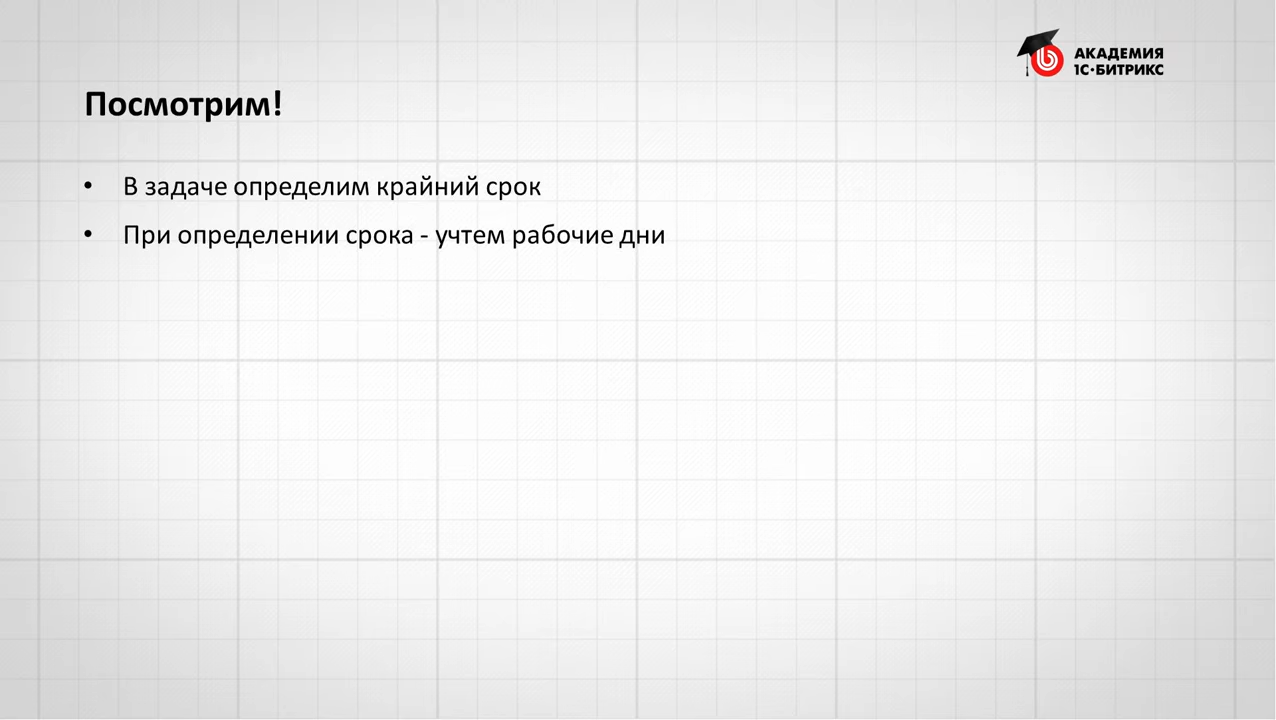 АКАДЕМИЯ
1С•БИТРИКС
Посмотрим!
• В задаче определим крайний срок
• При определении срока - учтем рабочие дни